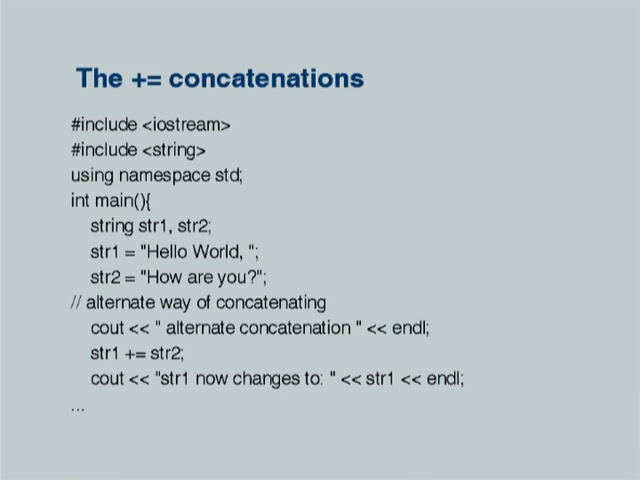 The += concatenations
#include <iostream>
#include <string>
using namespace std;
int main(){
string str1, str2;
str1 = "Hello World, ";
str2 = "How are you?";
// alternate way of concatenating
cout << " alternate concatenation " << endl;
str1 += str2;
cout << "str1 now changes to: " << str1 << endl;
...